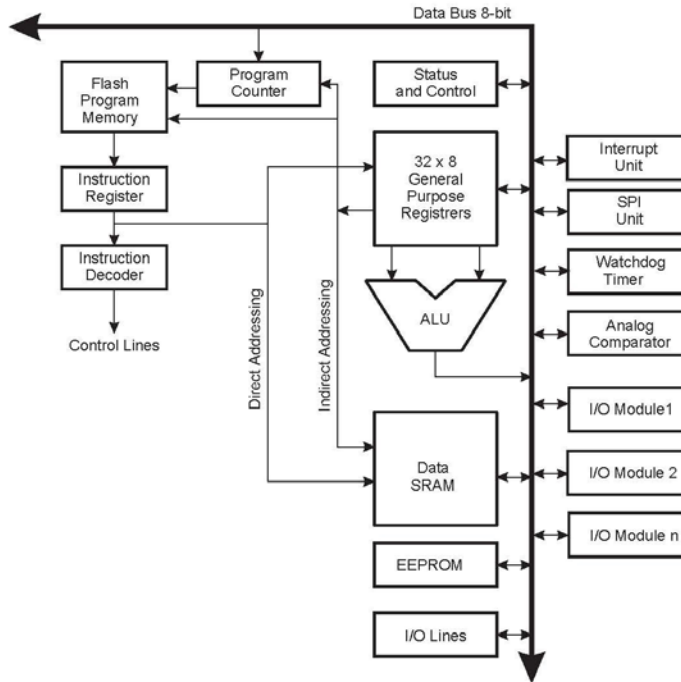 Data Bus 8-bit
Flash
Program
Memory
Program
Counter
Status
and Control
Instruction
Register
32 x 8
General
Purpose
Registrers
Interrupt
Unit
SPI
Unit
Instruction
Decoder
Watchdog
Timer
Control Lines
ALU
Analog
Comparator
Direct Addressing
Indirect Addressing
I/O Module1
Data
SRAM
I/O Module 2
I/O Module n
EEPROM
I/O Lines